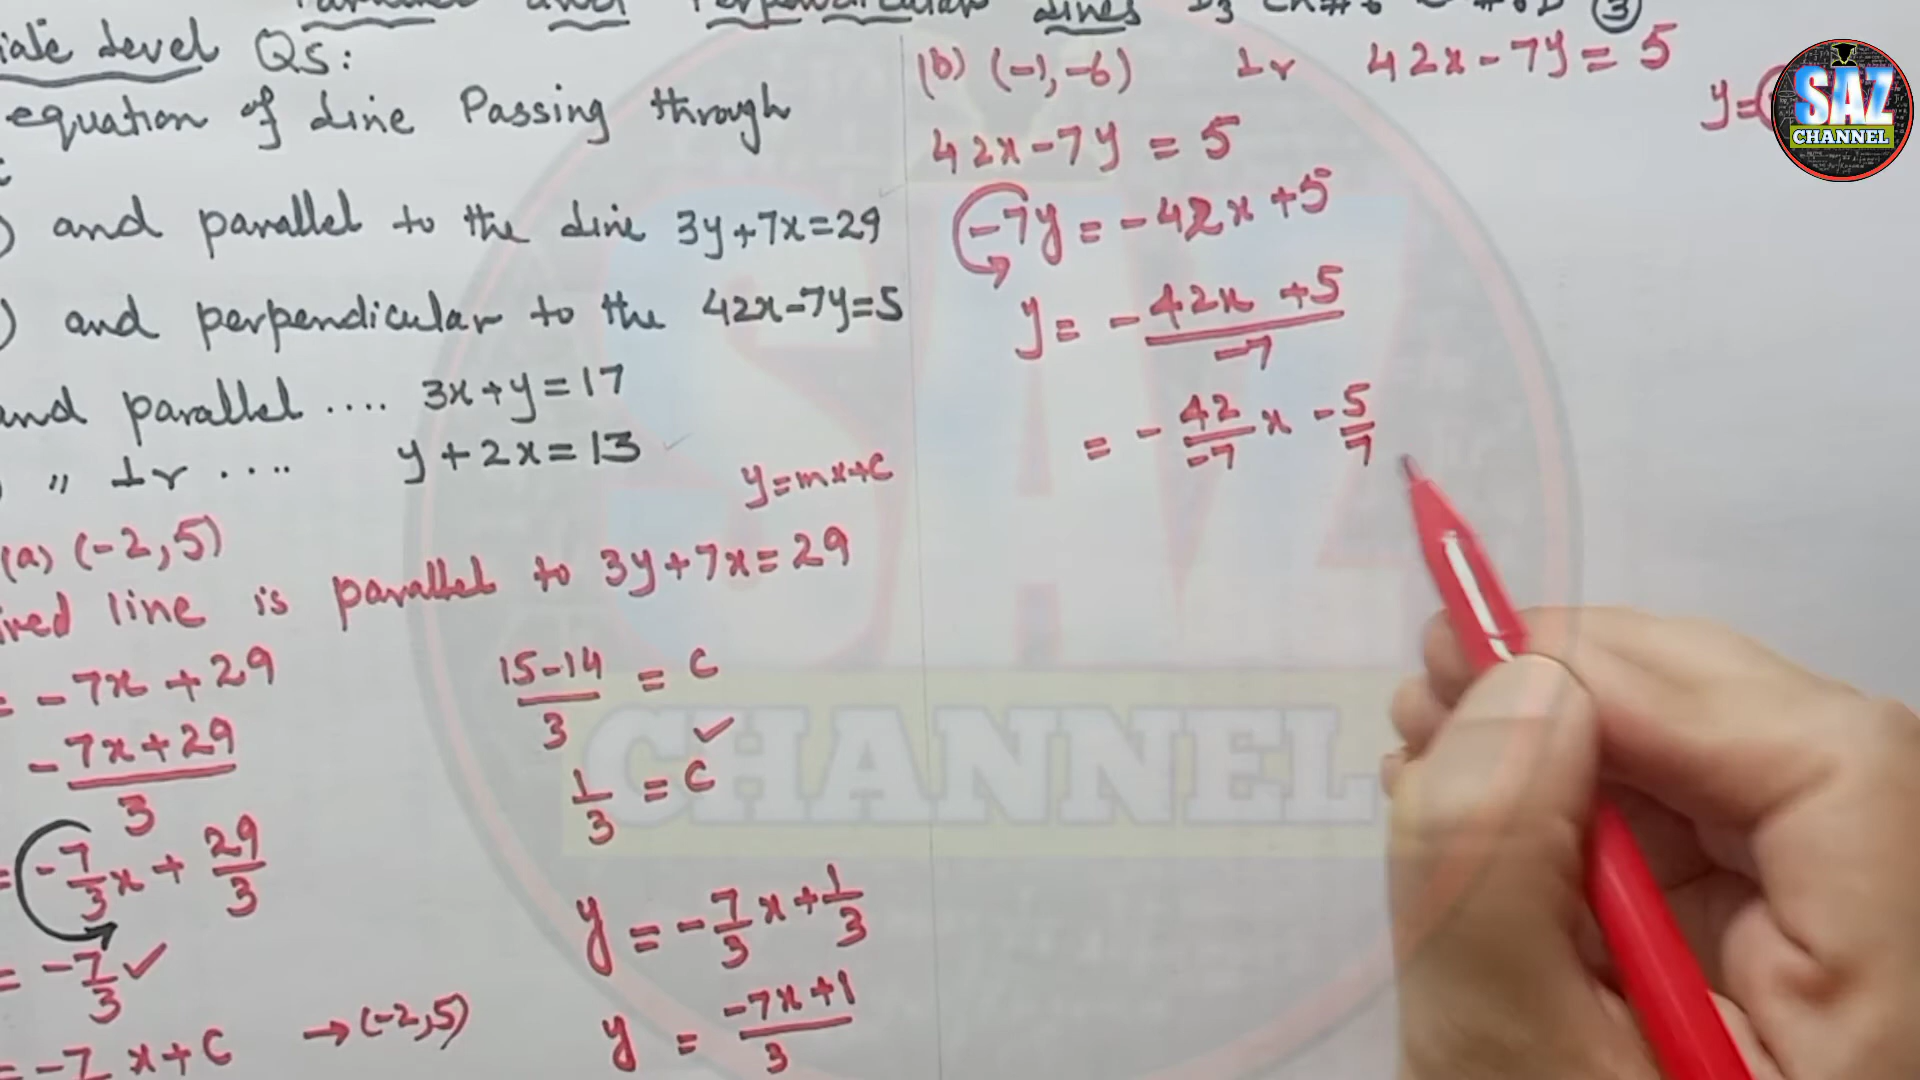 and Perpendicular Lines
iate Level Q5:
equation of Line Passing through
) and parallel to the Line 3y+7x=29
) and perpendicular to the 42x-7y=5
and parallel .... 3x+y=17
" ⊥r .... y+2x=13
y=mx+c
(a) (-2,5)
ired line is parallel to 3y+7x=29
= -7x+29
-7x+29
3
= -7/3 x + 29/3
= -7/3 ✓
= -7 x+c → (-2,5)
15-14/3 = c
✓
1/3 = c
y = -7/3 x + 1/3
y = -7x+1/3
(b) (-1,-6) ⊥r 42x-7y=5
42x-7y=5
-7y=-42x+5
y= -42x+5/-7
= -42/-7 x -5/7
y=
SAZ
CHANNEL
SAZ
CHANNEL